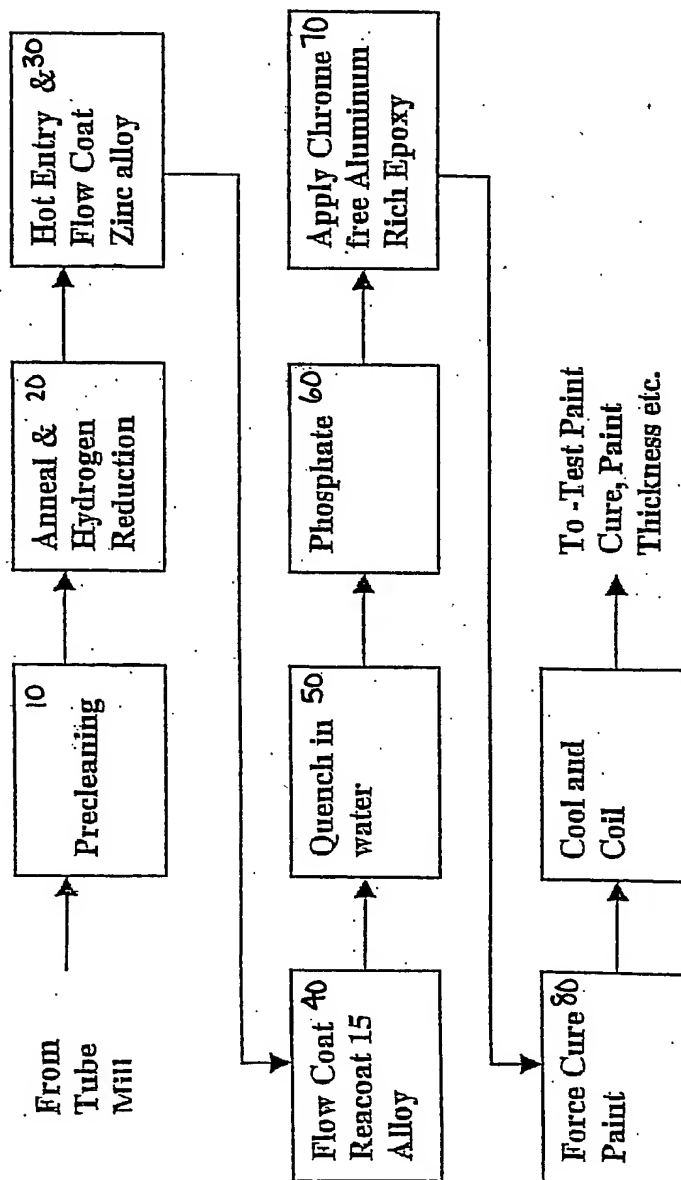 From
Tube
Mill
Precleaning 10
Anneal & 20
Hydrogen
Reduction
Hot Entry & 30
Flow Coat
Zinc alloy
Flow Coat 40
Reacoat 15
Alloy
Quench in 50
water
Phosphate 60
Apply Chrome 70
free Aluminum
Rich Epoxy
Force Cure 80
Paint
Cool and
Coil
To -Test Paint
Cure, Paint
Thickness etc.